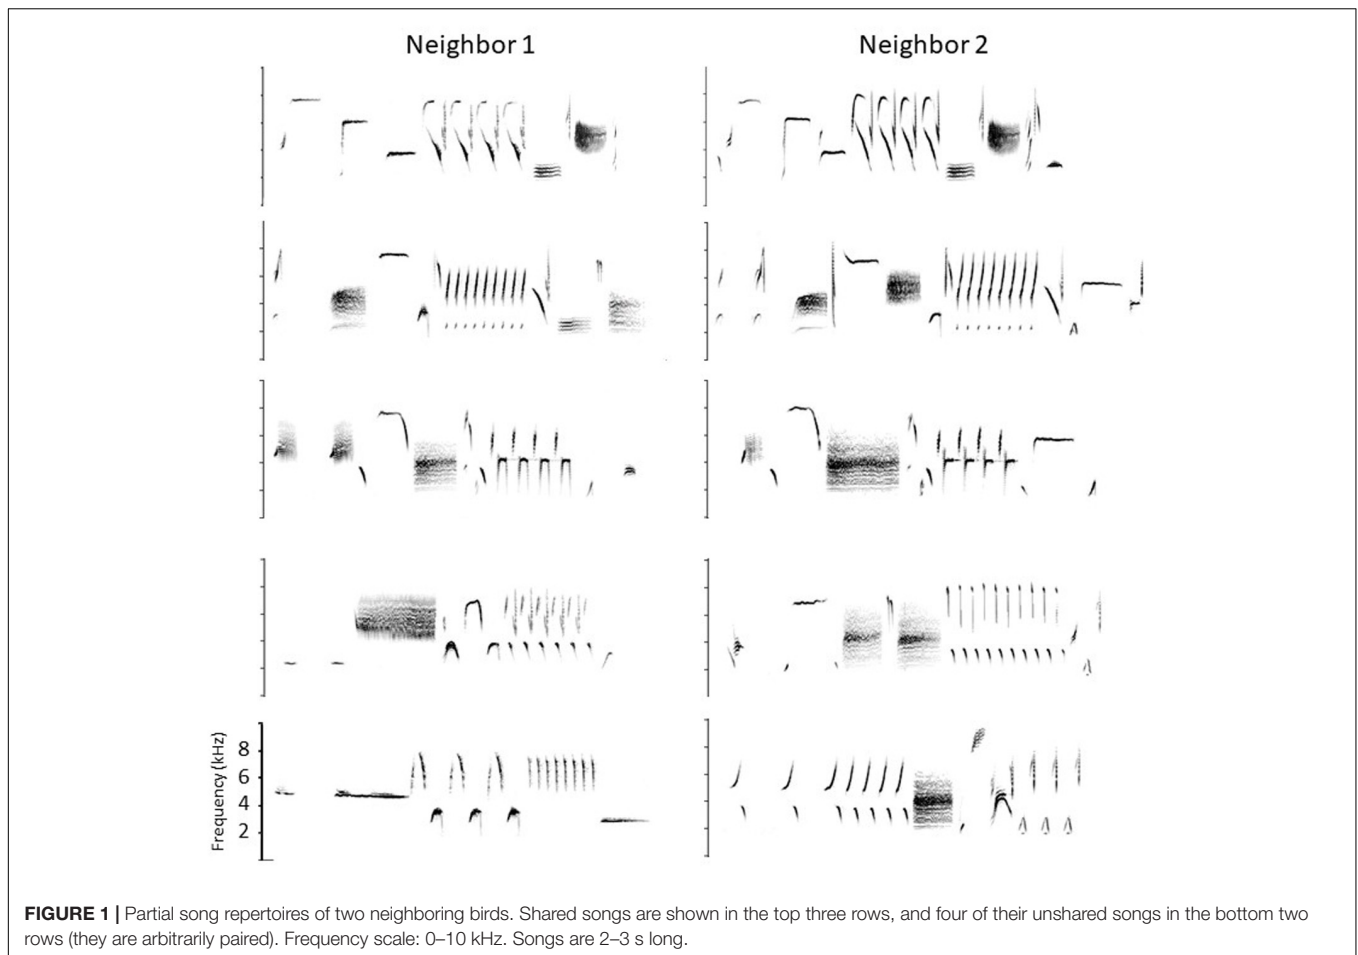 Neighbor 1
Neighbor 2
Frequency (kHz)
8
6
4
2
FIGURE 1 | Partial song repertoires of two neighboring birds. Shared songs are shown in the top three rows, and four of their unshared songs in the bottom two
rows (they are arbitrarily paired). Frequency scale: 0–10 kHz. Songs are 2–3 s long.